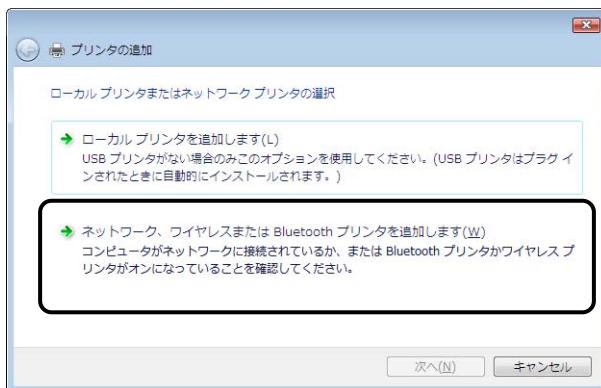 プリンタの追加
ローカル プリンタまたはネットワーク プリンタの選択
ローカル プリンタを追加します(L)
USB プリンタがない場合のみこのオプションを使用してください。(USB プリンタはプラグ イ
ンされたときに自動的にインストールされます。)
ネットワーク、ワイヤレスまたは Bluetooth プリンタを追加します(W)
コンピュータがネットワークに接続されているか、または Bluetooth プリンタかワイヤレス プ
リンタがオンになっていることを確認してください。
次へ(N)
キャンセル